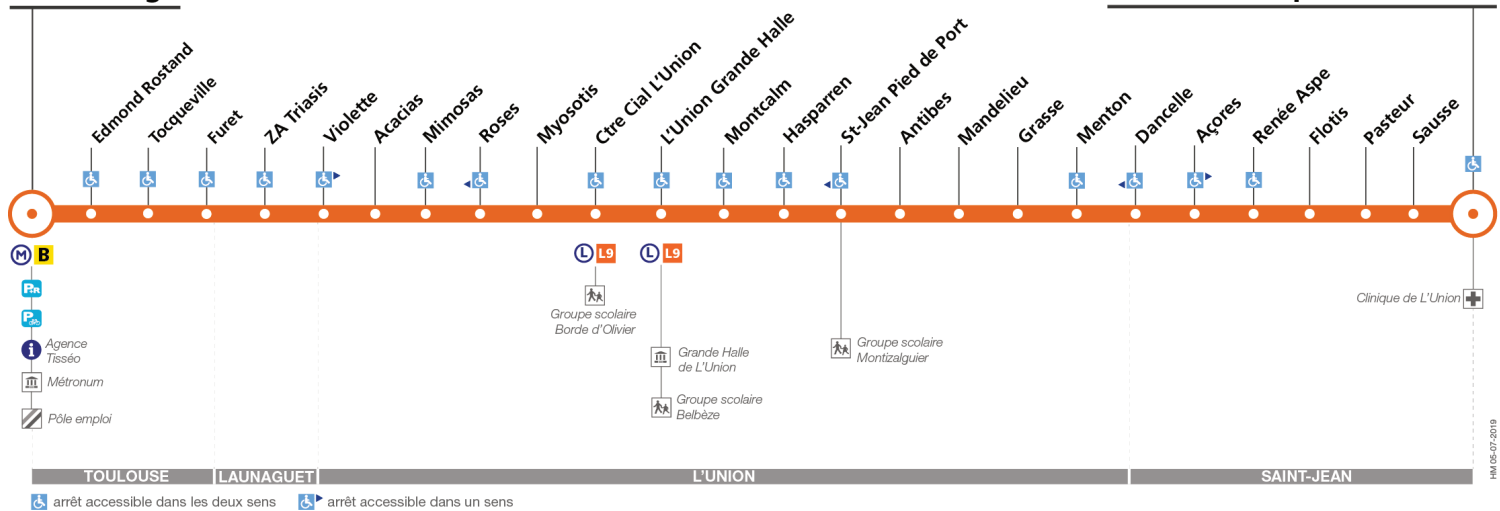 Edmond Rostand
Tocqueville
Furet
ZA Triasis
Violette
Acacias
Mimosas
Roses
Myosotis
Ctre Cial L'Union
L'Union Grande Halle
Montcalm
Hasparren
St-Jean Pied de Port
Antibes
Mandelieu
Grasse
Menton
Dancelle
Açores
Renée Aspe
Flotis
Pasteur
Sausse
M B
L L9
L L9
P+R
P
i
Agence
Tisséo
Métronum
Pôle emploi
Groupe scolaire
Borde d'Olivier
Grande Halle
de L'Union
Groupe scolaire
Belbèze
Groupe scolaire
Montizalguier
Clinique de L'Union
HM 05-07-2019
TOULOUSE
LAUNAGUET
L'UNION
SAINT-JEAN
arrêt accessible dans les deux sens
arrêt accessible dans un sens